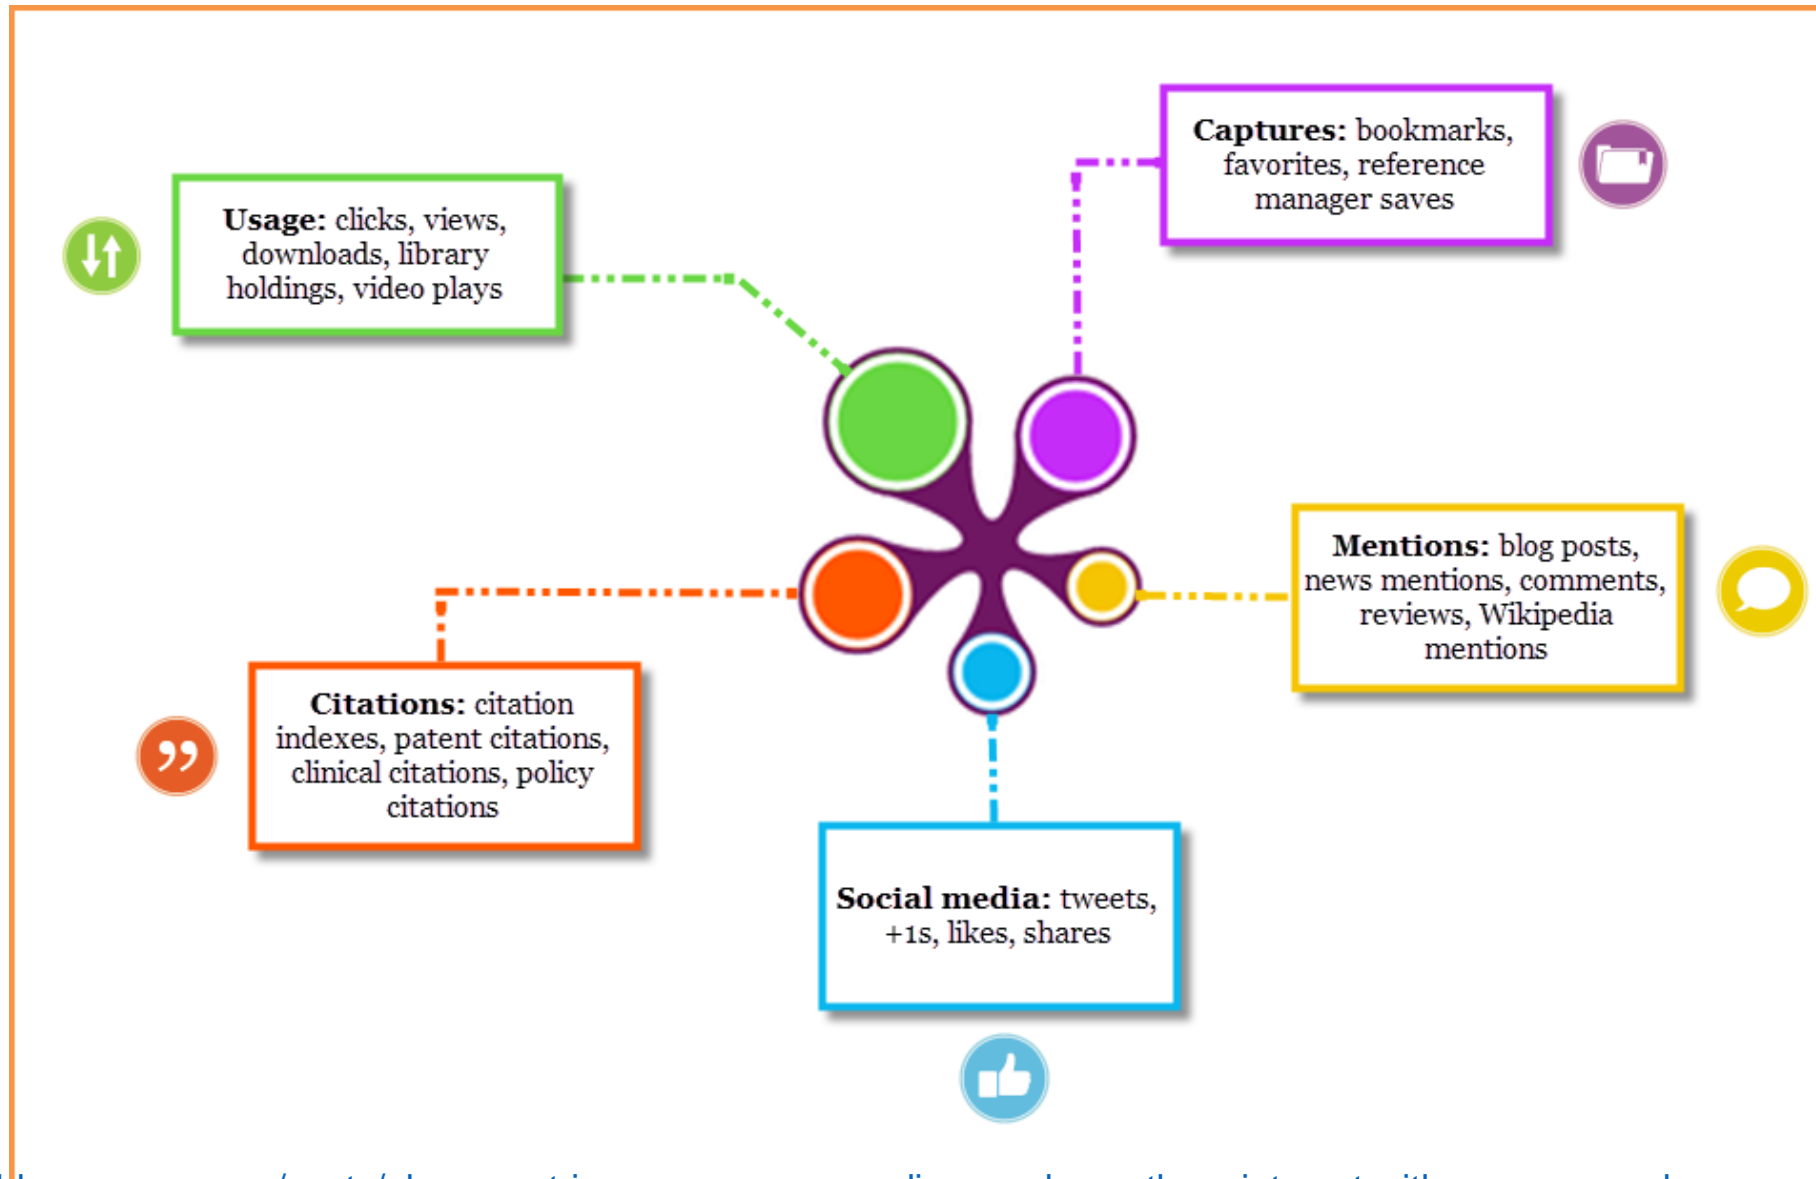 Captures: bookmarks,
favorites, reference
manager saves
Usage: clicks, views,
downloads, library
holdings, video plays
Mentions: blog posts,
news mentions, comments,
reviews, Wikipedia
mentions
Citations: citation
indexes, patent citations,
clinical citations, policy
citations
Social media: tweets,
+1s, likes, shares